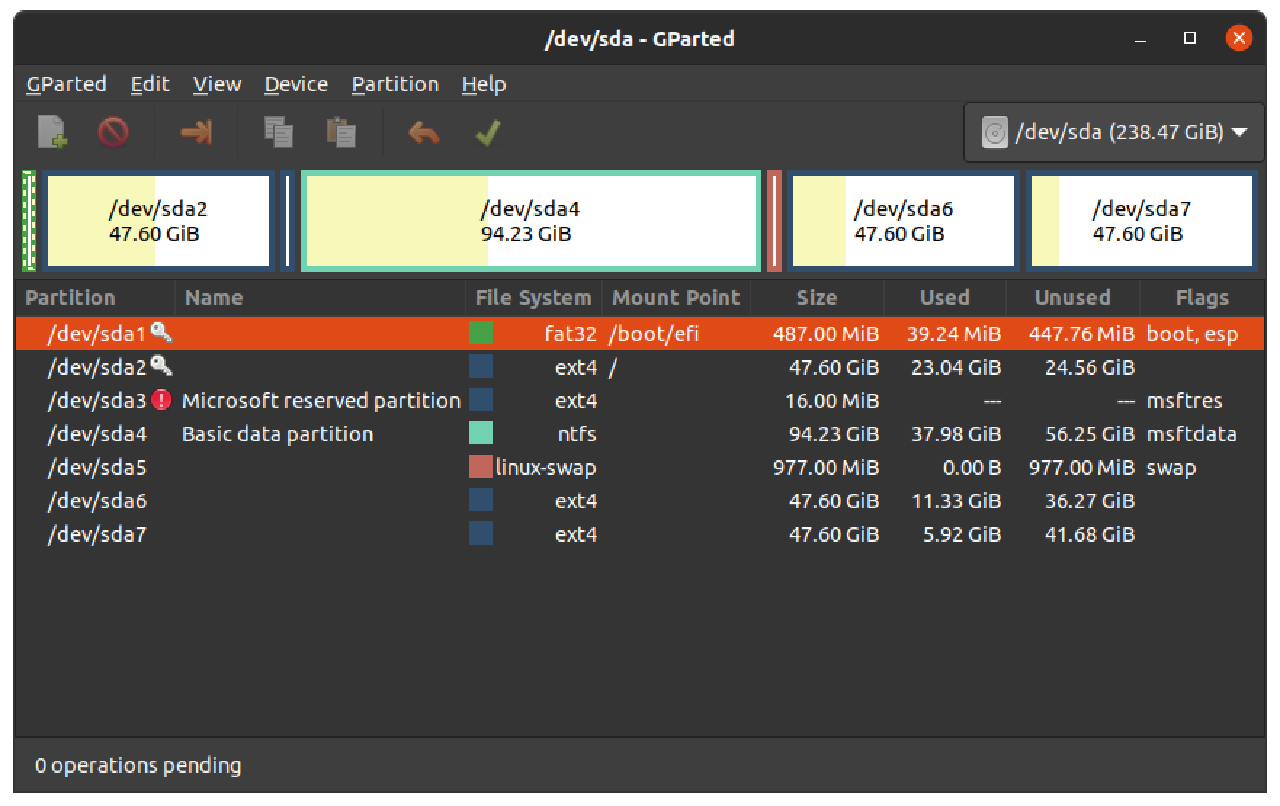 /dev/sda - GParted
GParted Edit View Device Partition Help
/dev/sda (238.47 GiB)
/dev/sda2
47.60 GiB
/dev/sda4
94.23 GiB
/dev/sda6
47.60 GiB
/dev/sda7
47.60 GiB
Partition Name File System Mount Point Size Used Unused Flags
/dev/sda1 fat32 /boot/efi 487.00 MiB 39.24 MiB 447.76 MiB boot, esp
/dev/sda2 ext4 / 47.60 GiB 23.04 GiB 24.56 GiB
/dev/sda3 Microsoft reserved partition ext4 16.00 MiB --- --- msftres
/dev/sda4 Basic data partition ntfs 94.23 GiB 37.98 GiB 56.25 GiB msftdata
/dev/sda5 linux-swap 977.00 MiB 0.00 B 977.00 MiB swap
/dev/sda6 ext4 47.60 GiB 11.33 GiB 36.27 GiB
/dev/sda7 ext4 47.60 GiB 5.92 GiB 41.68 GiB
0 operations pending